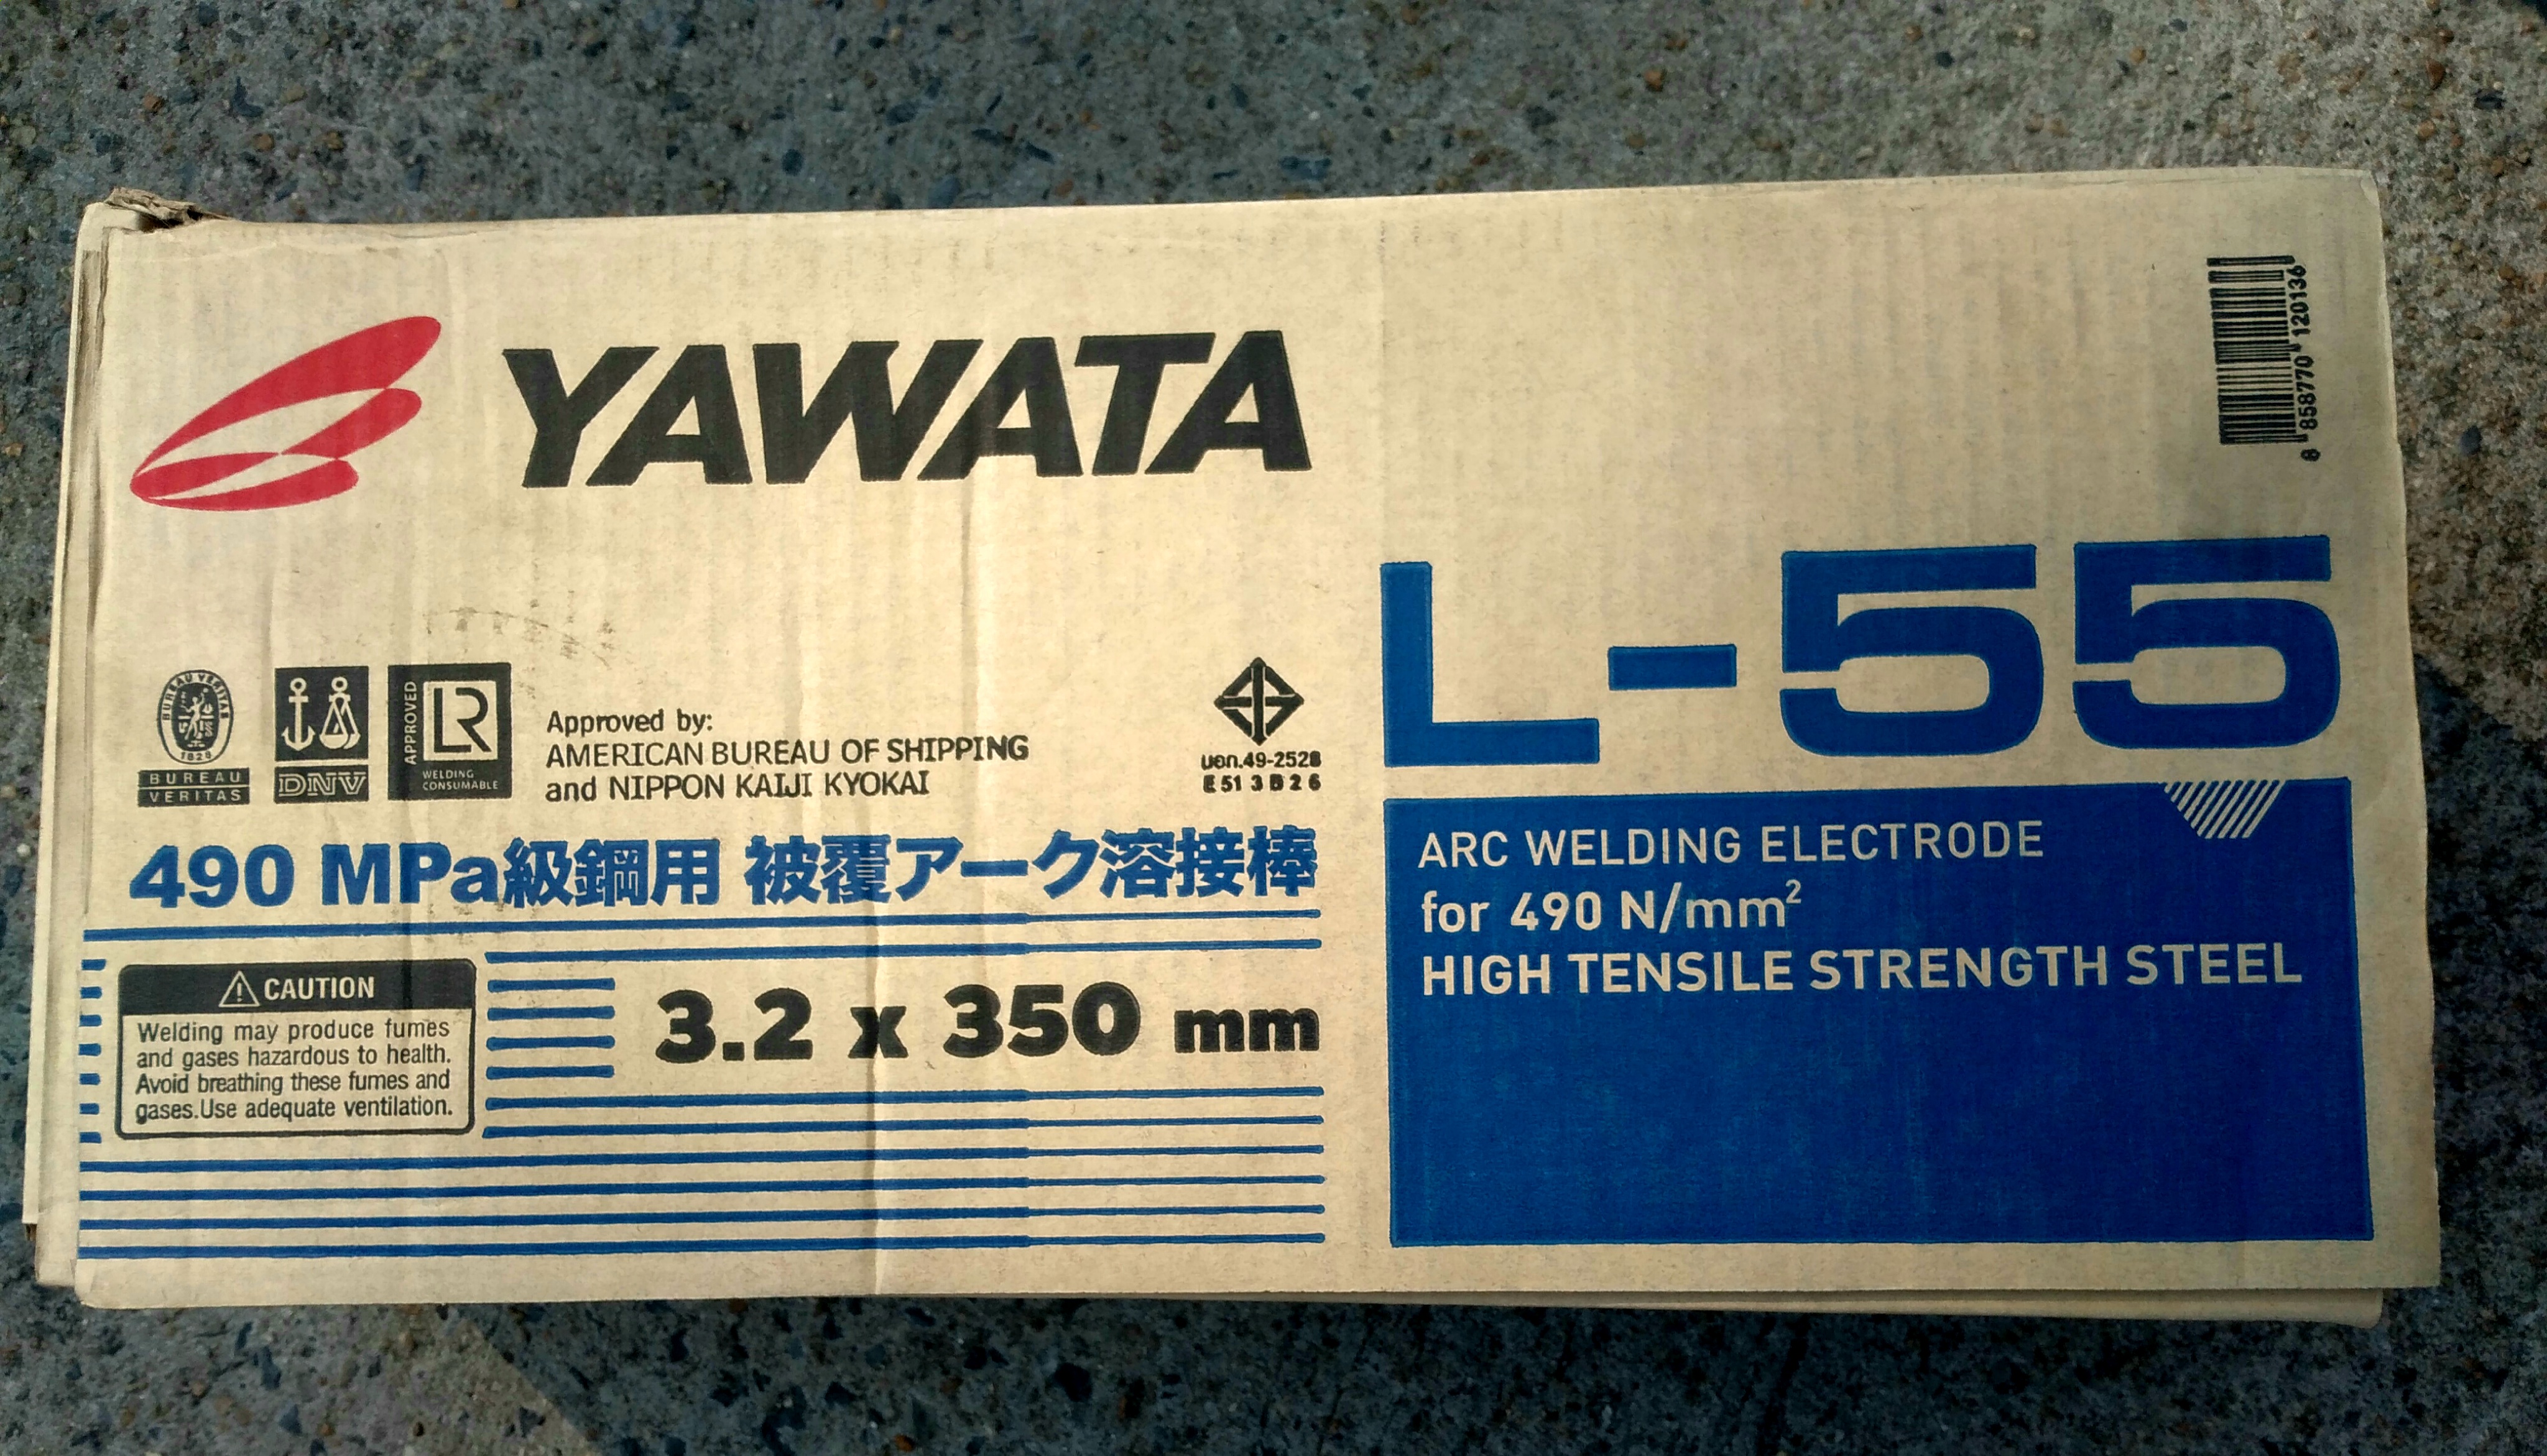 YAWATA
8 858770 120136
L-55
BUREAU VERITAS
1828
BUREAU
VERITAS
DNV
APPROVED
LR
WELDING
CONSUMABLE
Approved by:
AMERICAN BUREAU OF SHIPPING
and NIPPON KAIJI KYOKAI
มอก.49-2528
E 51 3 B 2 6
490 MPa級鋼用 被覆アーク溶接棒
CAUTION
Welding may produce fumes
and gases hazardous to health.
Avoid breathing these fumes and
gases.Use adequate ventilation.
3.2 x 350 mm
ARC WELDING ELECTRODE
for 490 N/mm²
HIGH TENSILE STRENGTH STEEL